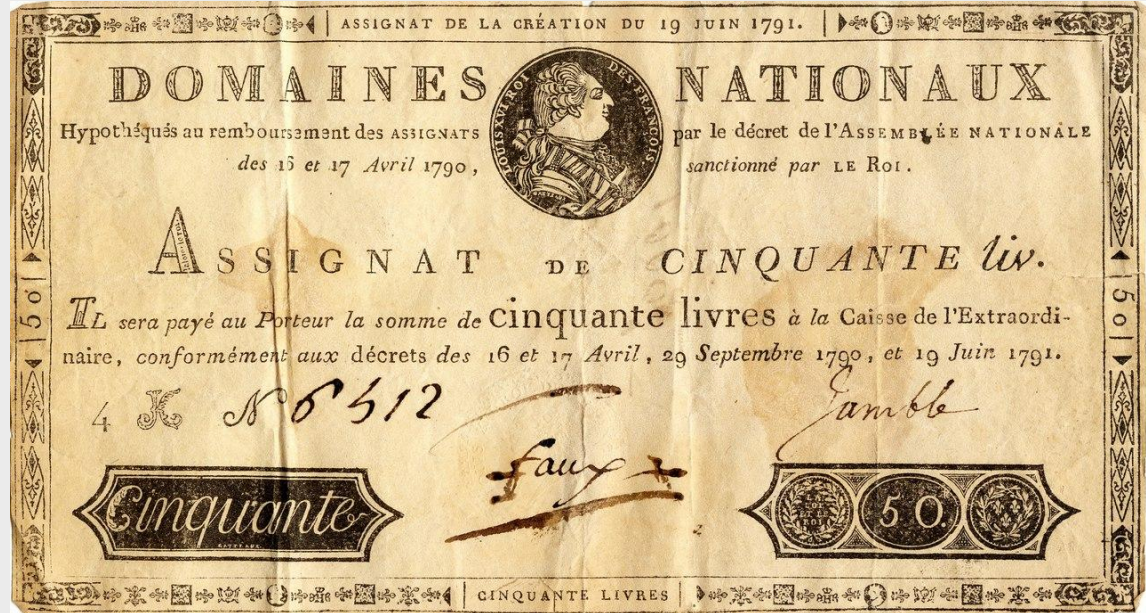 ASSIGNAT DE LA CRÉATION DU 19 JUIN 1791.
DOMAINES NATIONAUX
LOUIS XVI ROI DES FRANÇOIS.
Hypothéqués au remboursement des ASSIGNATS par le décret de l'ASSEMBLÉE NATIONALE
des 16 et 17 Avril 1790, sanctionné par LE ROI.
ASSIGNAT DE CINQUANTE liv.
IL sera payé au Porteur la somme de cinquante livres à la Caisse de l'Extraordi-
naire, conformément aux décrets des 16 et 17 Avril, 29 Septembre 1790, et 19 Juin 1791.
50
50
4 K N 6512
faux
Cinquante
50.
CINQUANTE LIVRES